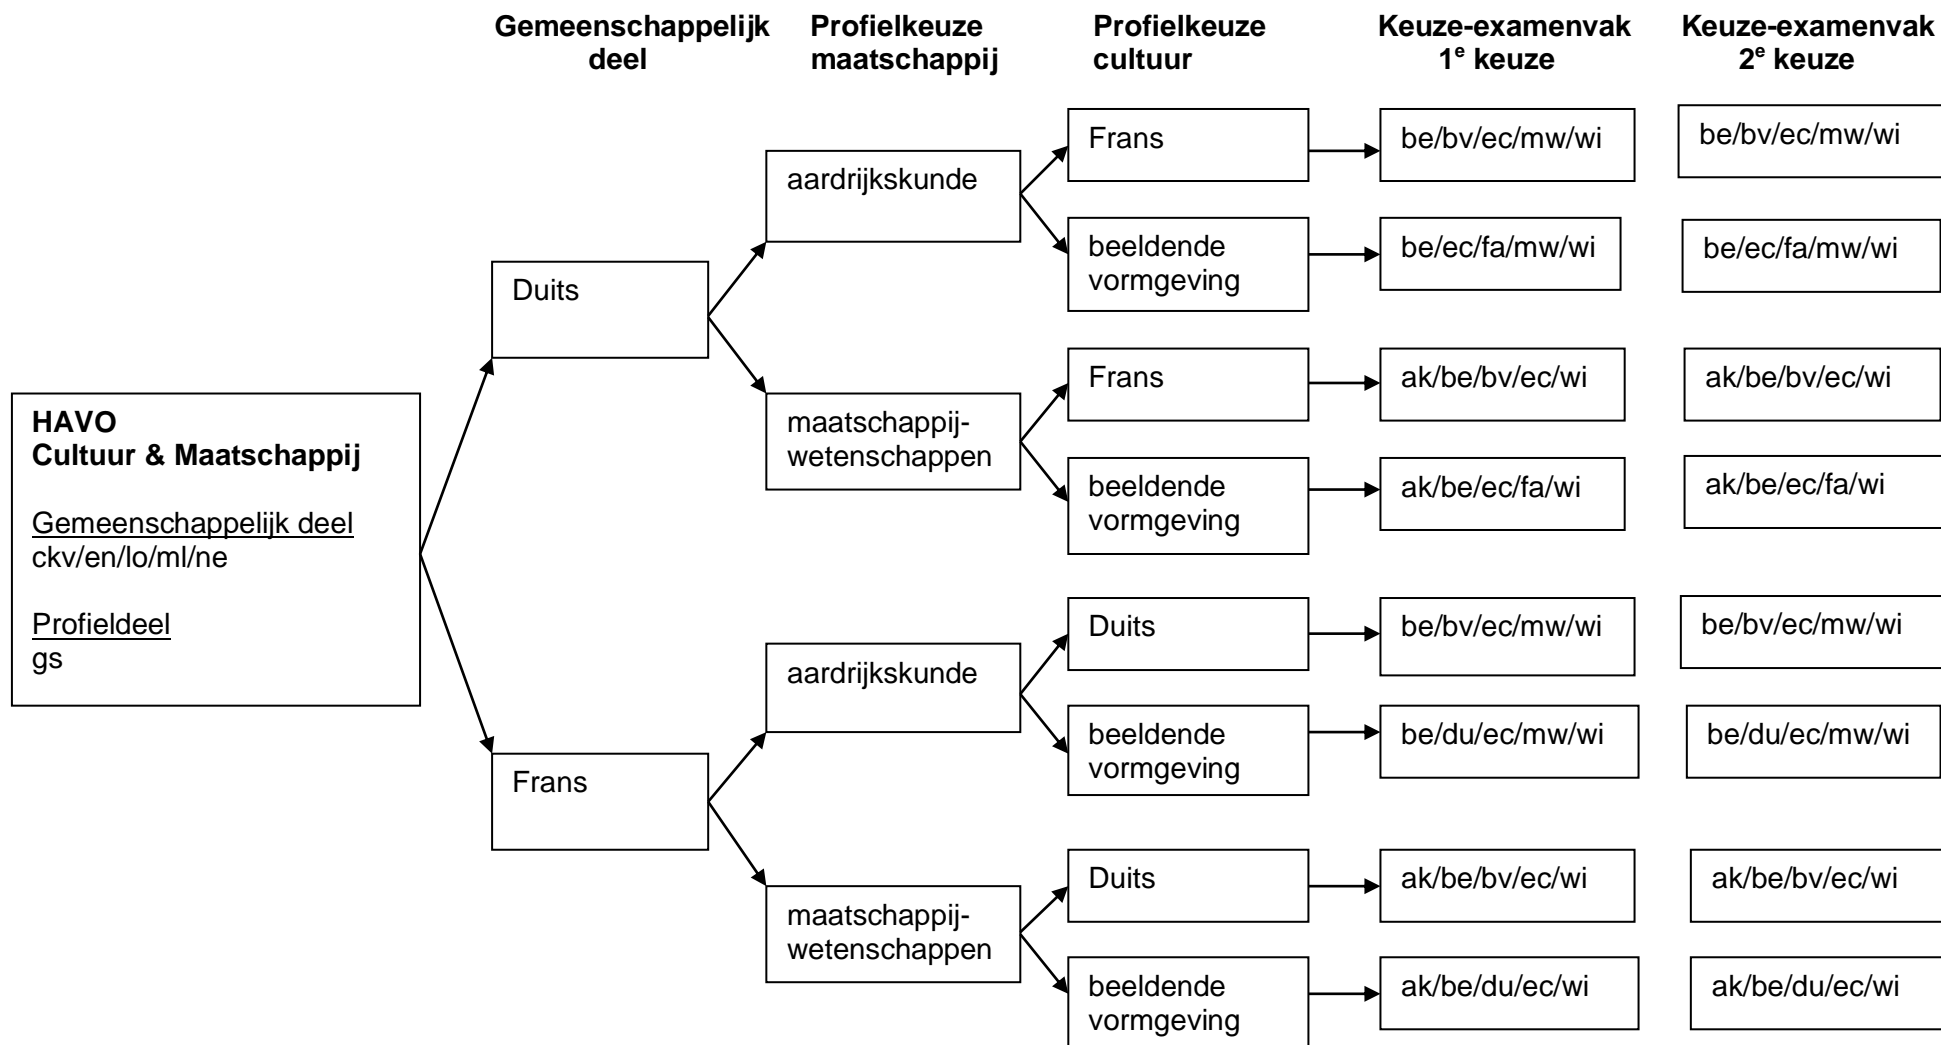 Gemeenschappelijk
deel
Profielkeuze
maatschappij
Profielkeuze
cultuur
Keuze-examenvak
1e keuze
Keuze-examenvak
2e keuze
HAVO
Cultuur & Maatschappij
Gemeenschappelijk deel
ckv/en/lo/ml/ne
Profieldeel
gs
Duits
aardrijkskunde
Frans
be/bv/ec/mw/wi
be/bv/ec/mw/wi
beeldende
vormgeving
be/ec/fa/mw/wi
be/ec/fa/mw/wi
maatschappij-
wetenschappen
Frans
ak/be/bv/ec/wi
ak/be/bv/ec/wi
beeldende
vormgeving
ak/be/ec/fa/wi
ak/be/ec/fa/wi
Frans
aardrijkskunde
Duits
be/bv/ec/mw/wi
be/bv/ec/mw/wi
beeldende
vormgeving
be/du/ec/mw/wi
be/du/ec/mw/wi
maatschappij-
wetenschappen
Duits
ak/be/bv/ec/wi
ak/be/bv/ec/wi
beeldende
vormgeving
ak/be/du/ec/wi
ak/be/du/ec/wi